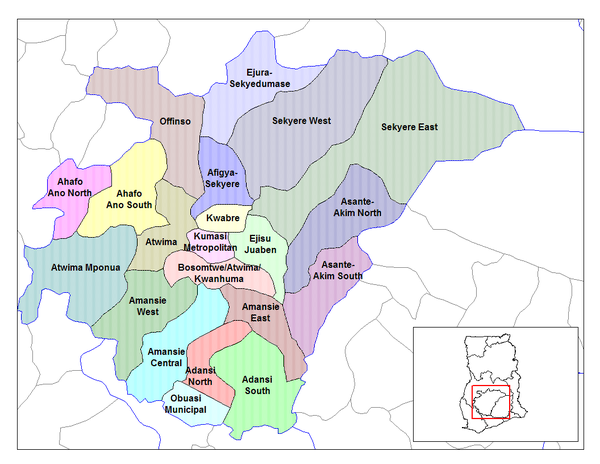 Ejura-
Sekyedumase
Offinso
Sekyere West
Sekyere East
Afigya-
Sekyere
Ahafo
Ano North
Ahafo
Ano South
Asante-
Akim North
Kwabre
Atwima
Kumasi
Metropolitan
Ejisu
Juaben
Atwima Mponua
Bosomtwe/Atwima/
Kwanhuma
Asante-
Akim South
Amansie
West
Amansie
East
Amansie
Central
Adansi
North
Adansi
South
Obuasi
Municipal